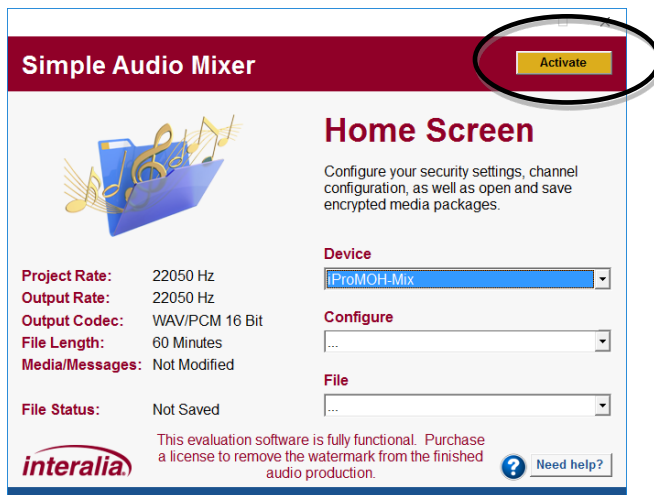 Simple Audio Mixer
Activate
Home Screen
Configure your security settings, channel
configuration, as well as open and save
encrypted media packages.
Device
iProMOH-Mix
Configure
...
File
...
Project Rate: 22050 Hz
Output Rate: 22050 Hz
Output Codec: WAV/PCM 16 Bit
File Length: 60 Minutes
Media/Messages: Not Modified
File Status: Not Saved
interalia
This evaluation software is fully functional.  Purchase
a license to remove the watermark from the finished
audio production.
?
Need help?